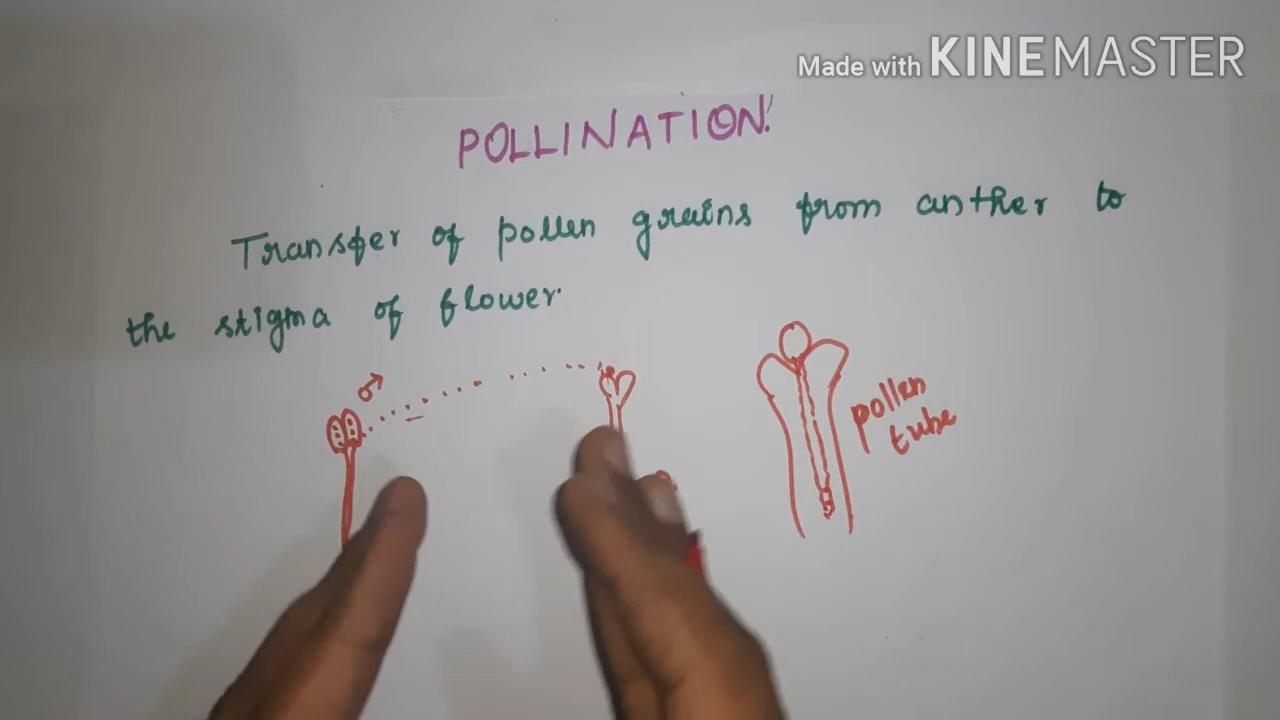 Made with KINEMASTER
POLLINATION!
Transfer of pollen grains from anther to
the stigma of flower.
♂
pollen
tube